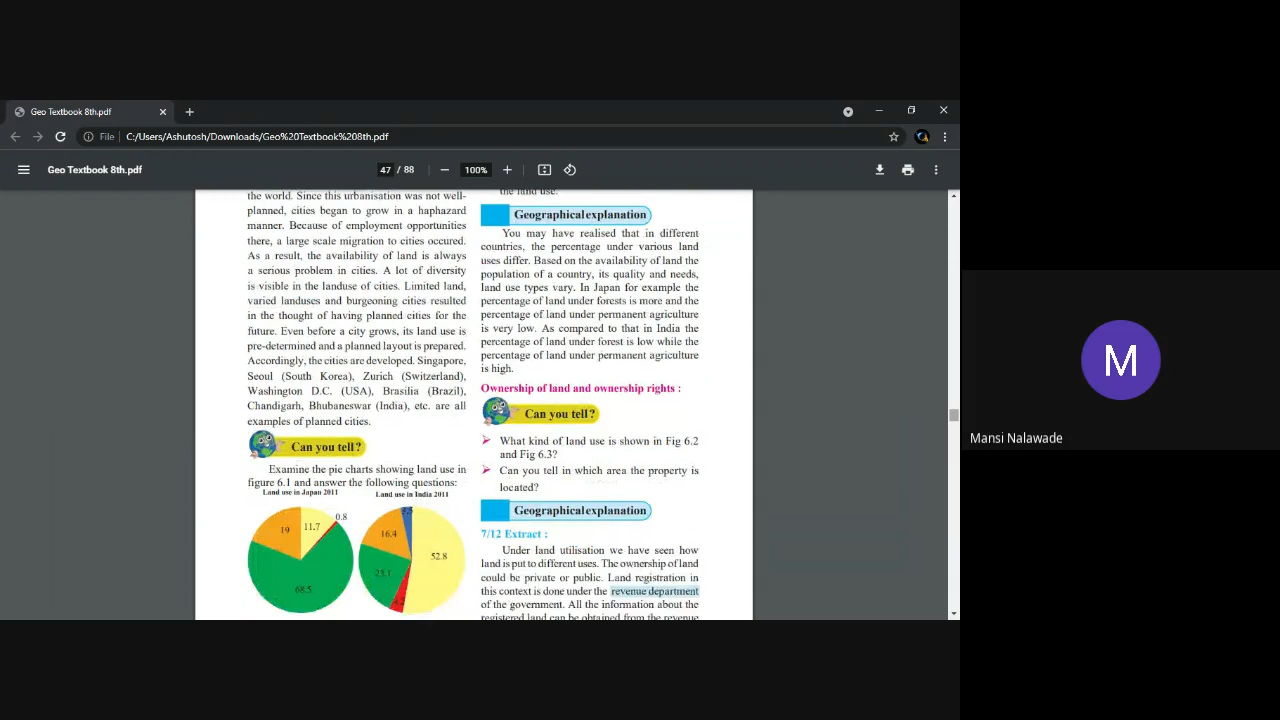 Geo Textbook 8th.pdf
File
C:/Users/Ashutosh/Downloads/Geo%20Textbook%208th.pdf
Geo Textbook 8th.pdf
47 / 88
100%
the world. Since this urbanisation was not well-
planned, cities began to grow in a haphazard
manner. Because of employment opportunities
there, a large scale migration to cities occured.
As a result, the availability of land is always
a serious problem in cities. A lot of diversity
is visible in the landuse of cities. Limited land,
varied landuses and burgeoning cities resulted
in the thought of having planned cities for the
future. Even before a city grows, its land use is
pre-determined and a planned layout is prepared.
Accordingly, the cities are developed. Singapore,
Seoul (South Korea), Zurich (Switzerland),
Washington D.C. (USA), Brasilia (Brazil),
Chandigarh, Bhubaneswar (India), etc. are all
examples of planned cities.
Can you tell?
Examine the pie charts showing land use in
figure 6.1 and answer the following questions:
Land use in Japan 2011
Land use in India 2011
19
11.7
0.8
68.5
16.4
52.8
the land use.
Geographical explanation
You may have realised that in different
countries, the percentage under various land
uses differ. Based on the availability of land the
population of a country, its quality and needs,
land use types vary. In Japan for example the
percentage of land under forests is more and the
percentage of land under permanent agriculture
is very low. As compared to that in India the
percentage of land under forest is low while the
percentage of land under permanent agriculture
is high.
Ownership of land and ownership rights :
Can you tell?
What kind of land use is shown in Fig 6.2
and Fig 6.3?
Can you tell in which area the property is
located?
Geographical explanation
7/12 Extract :
Under land utilisation we have seen how
land is put to different uses. The ownership of land
could be private or public. Land registration in
this context is done under the revenue department
of the government. All the information about the
registered land can be obtained from the revenue
M
Mansi Nalawade